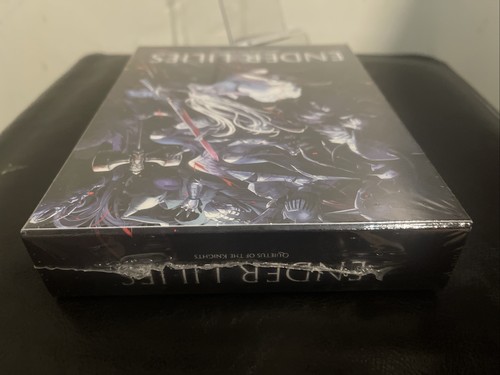 ENDER LILIES
QUIETUS OF THE KNIGHTS
ENDER LILIES